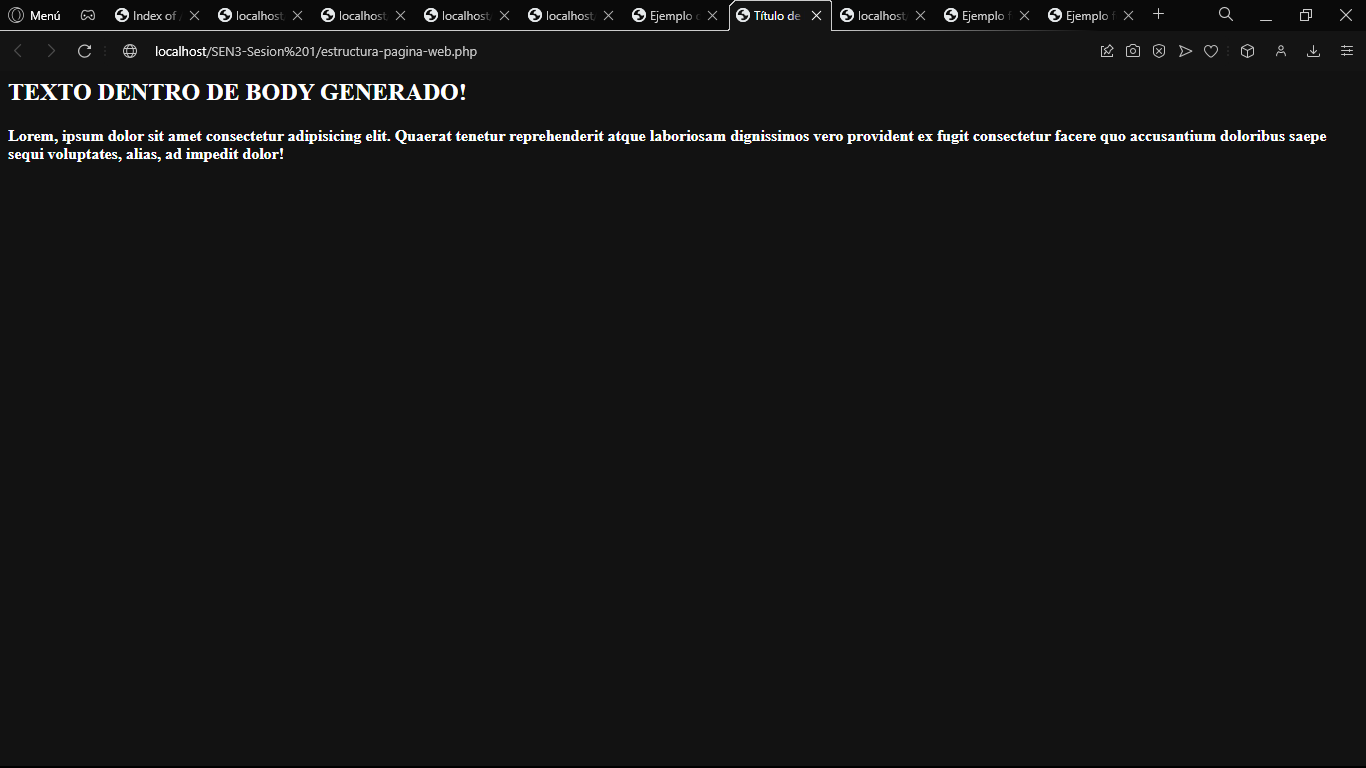 Menú
Index of
localhost
localhost
localhost
localhost
Ejemplo
Título de
localhost
Ejemplo
Ejemplo
localhost/SEN3-Sesion%201/estructura-pagina-web.php
TEXTO DENTRO DE BODY GENERADO!
Lorem, ipsum dolor sit amet consectetur adipisicing elit. Quaerat tenetur reprehenderit atque laboriosam dignissimos vero provident ex fugit consectetur facere quo accusantium doloribus saepe
sequi voluptates, alias, ad impedit dolor!